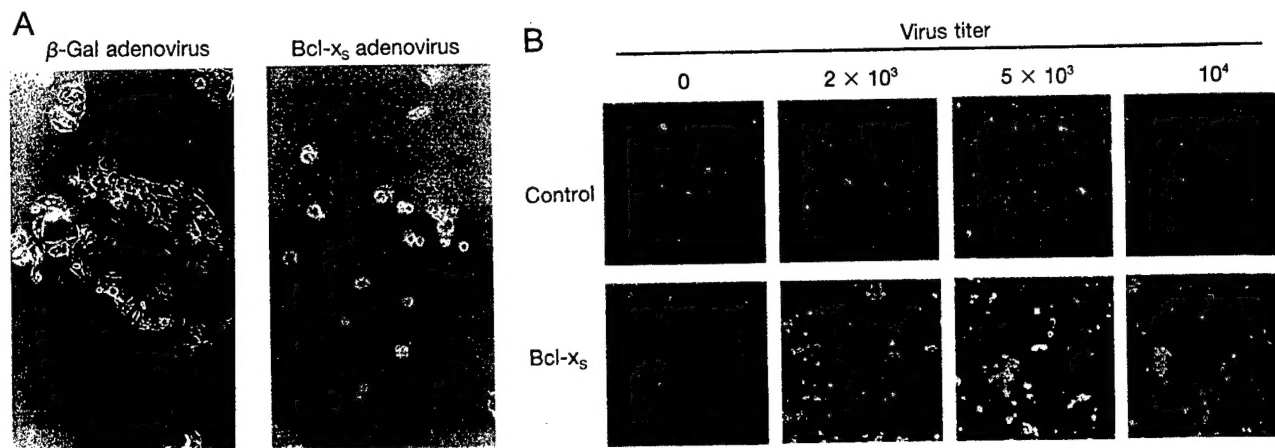 A
β-Gal adenovirus
Bcl-xₛ adenovirus
B
Virus titer
0
2 × 10³
5 × 10³
10⁴
Control
Bcl-xₛ